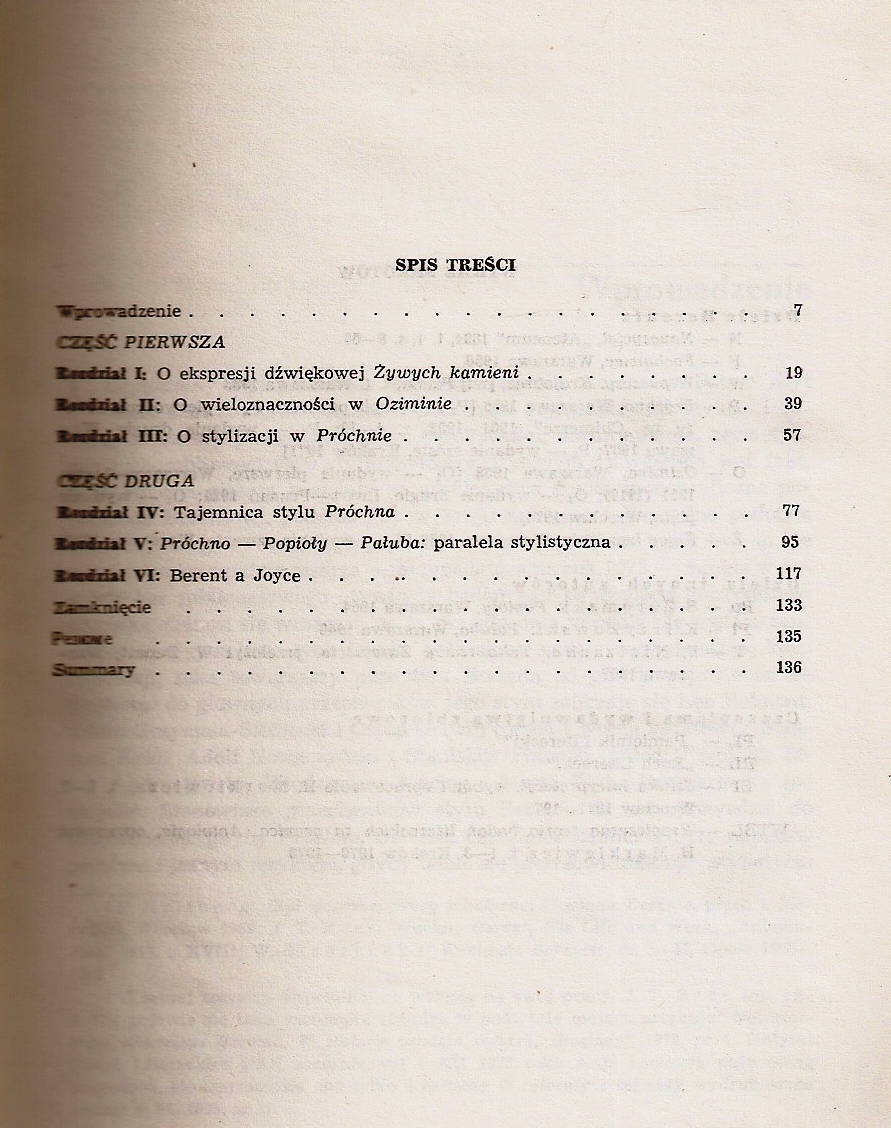 SPIS TREŚCI
Wprowadzenie . . . . . . . . . . . . . . . . . . 7
CZĘŚĆ PIERWSZA
Rozdział I: O ekspresji dźwiękowej Żywych kamieni . . . . . . . . 19
Rozdział II: O wieloznaczności w Oziminie . . . . . . . . . . 39
Rozdział III: O stylizacji w Próchnie . . . . . . . . . . . . 57
CZĘŚĆ DRUGA
Rozdział IV: Tajemnica stylu Próchna . . . . . . . . . . . . 77
Rozdział V: Próchno — Popioły — Pałuba: paralela stylistyczna . . . . . 95
Rozdział VI: Berent a Joyce . . . . . . . . . . . . . . . 117
Zamknięcie . . . . . . . . . . . . . . . . . . . 133
135
Summary . . . . . . . . . . . . . . . . . . . . 136